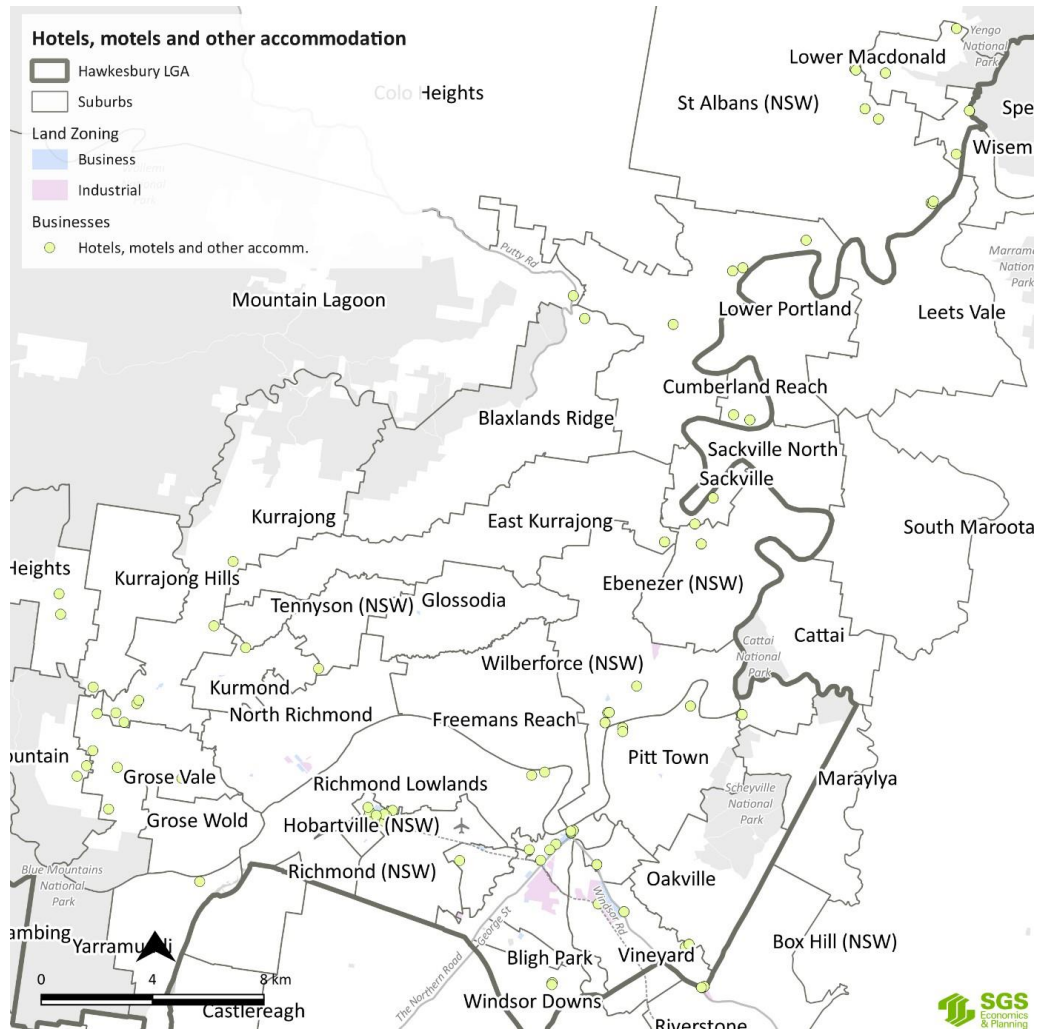 Hotels, motels and other accommodation
Hawkesbury LGA
Suburbs
Land Zoning
Business
Industrial
Businesses
Hotels, motels and other accomm.
Colo Heights
Lower Macdonald
Yengo
National
Park
St Albans (NSW)
Spe
Wisem
Putty Rd
Marrama
Nation
Park
Mountain Lagoon
Lower Portland
Leets Vale
Cumberland Reach
Blaxlands Ridge
Sackville North
Sackville
Kurrajong
East Kurrajong
South Maroota
Heights
Kurrajong Hills
Ebenezer (NSW)
Tennyson (NSW)
Glossodia
Cattai
Cattai
National
Park
Wilberforce (NSW)
Kurmond
North Richmond
Freemans Reach
ountain
Pitt Town
Grose Vale
Maraylya
Richmond Lowlands
Scheyville
National
Park
Grose Wold
Hobartville (NSW)
Blue Mountains
National
Park
Richmond (NSW)
Oakville
Windsor Rd
George St
ambing
Yarramundi
Box Hill (NSW)
Bligh Park
Vineyard
The Northern Road
0 4 8 km
Windsor Downs
Castlereagh
Riverstone
SGS
Economics
& Planning